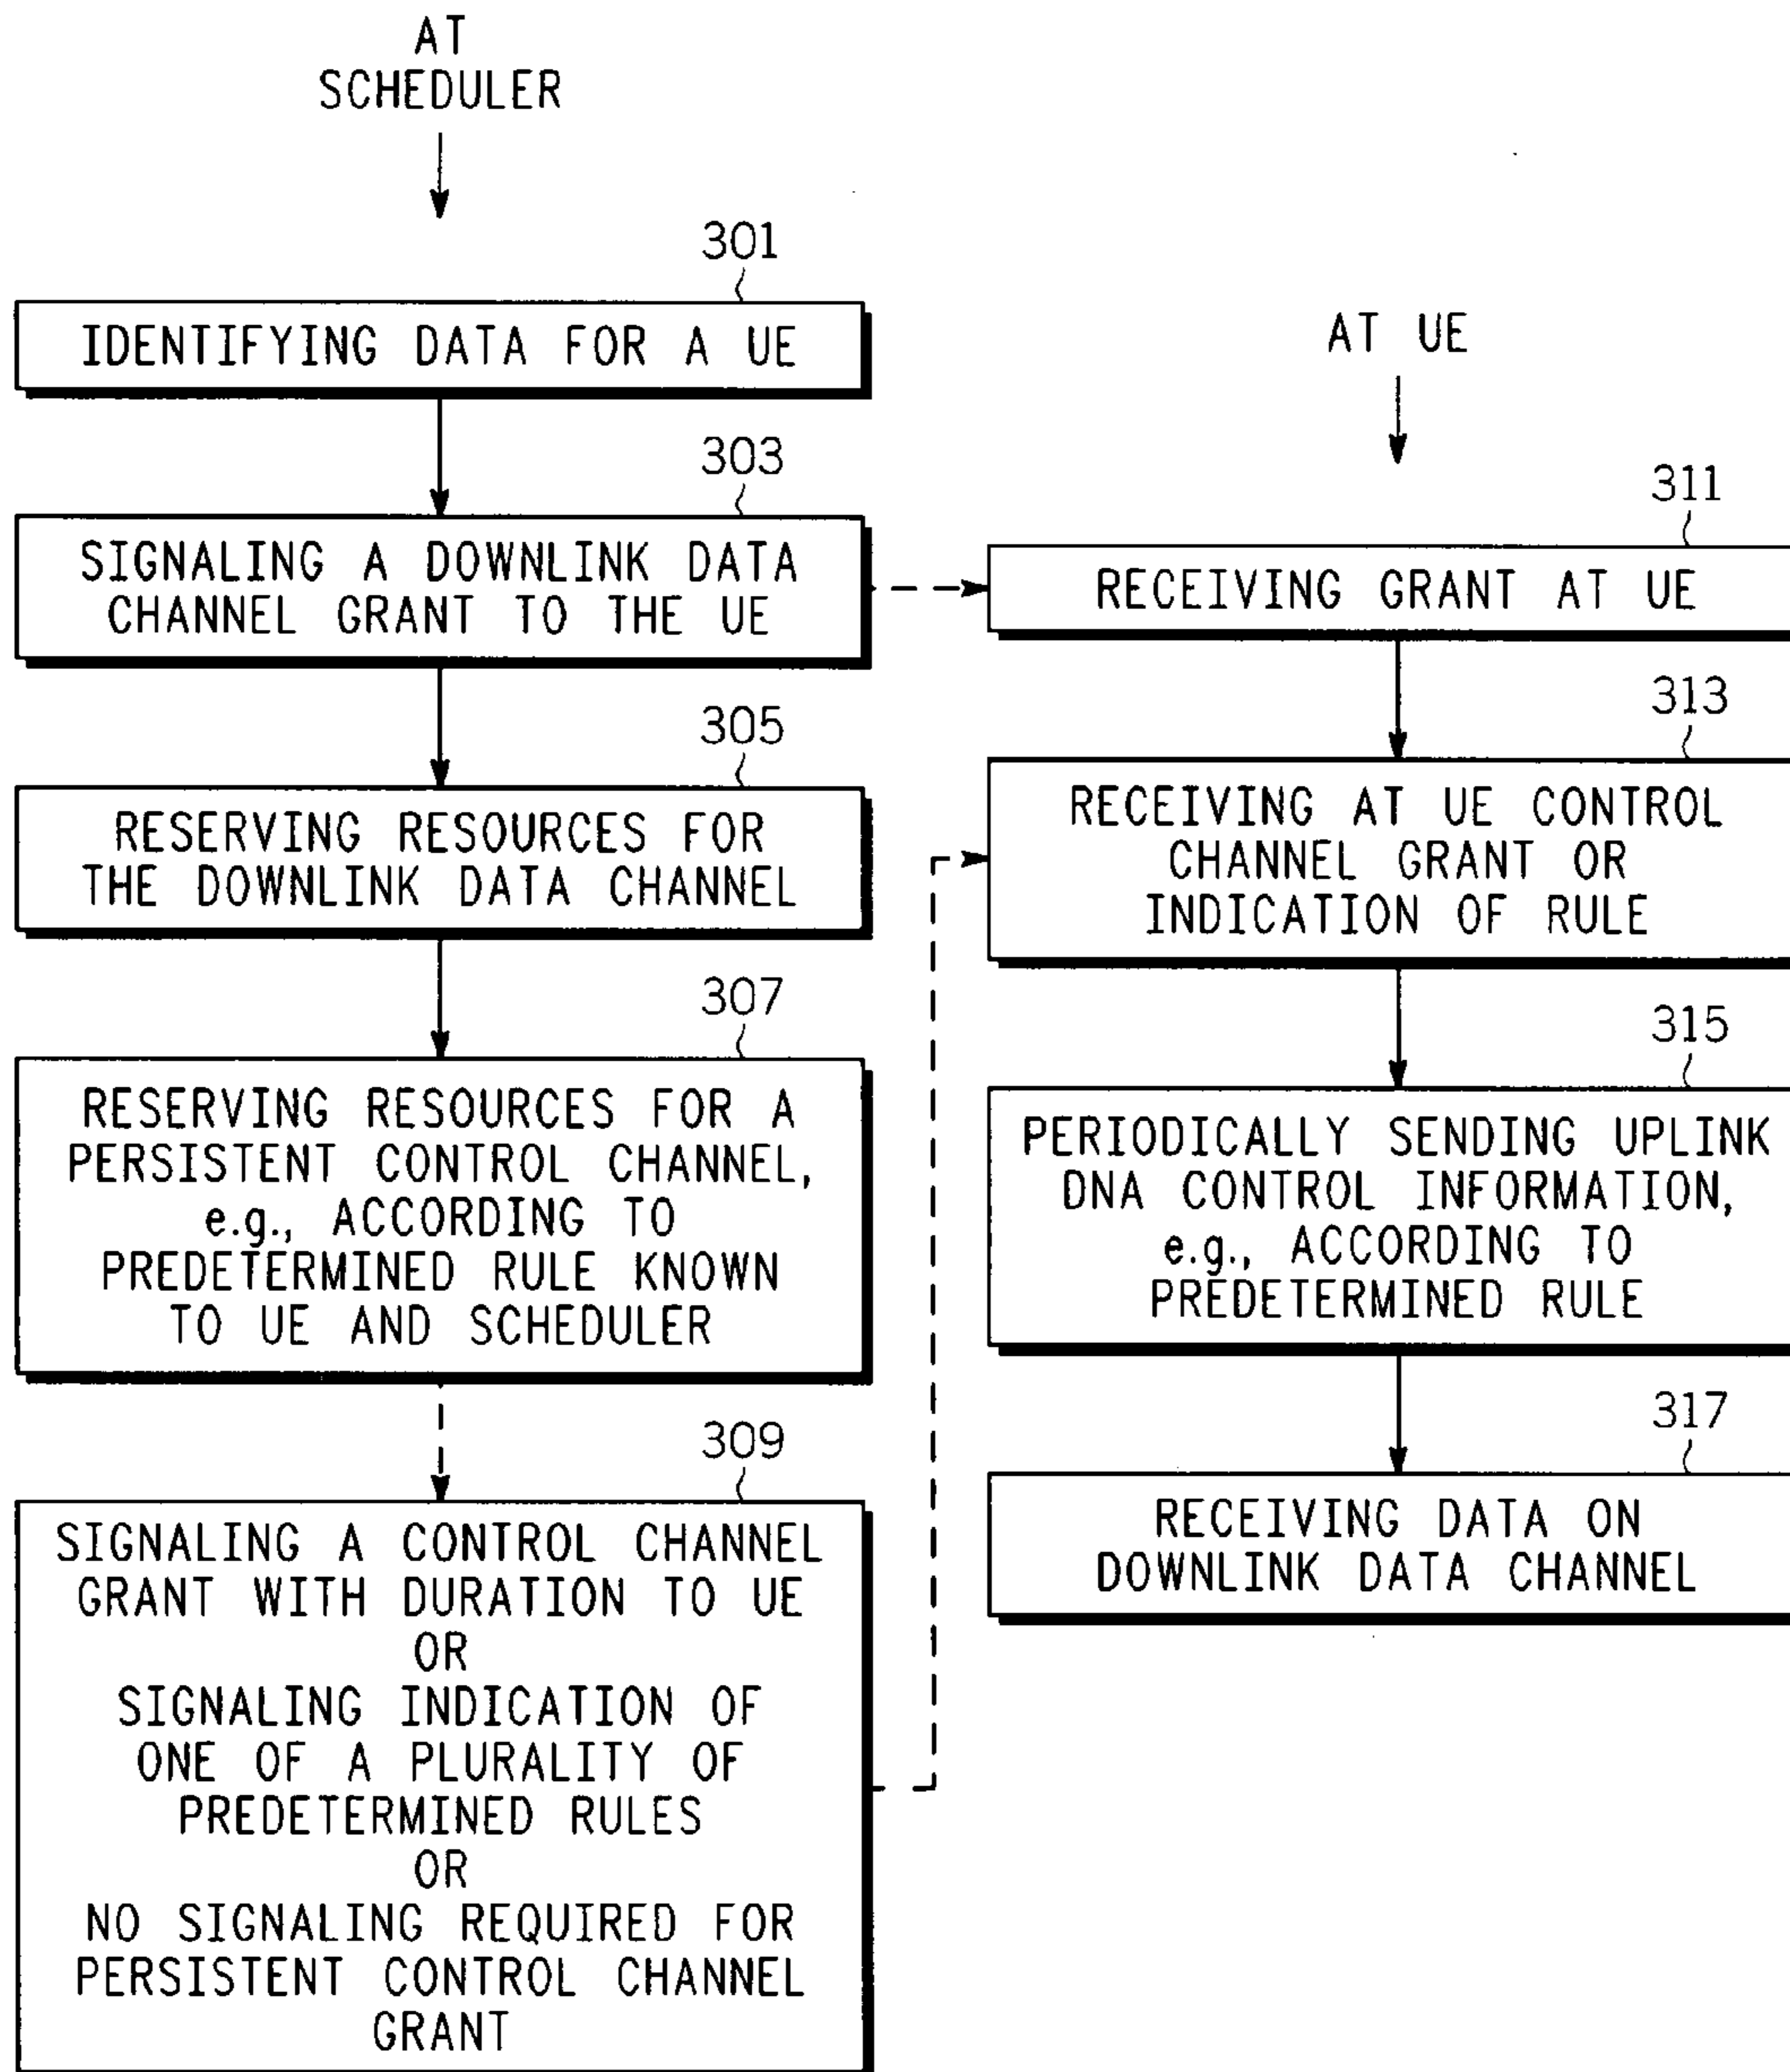 AT
SCHEDULER
301
IDENTIFYING DATA FOR A UE
303
SIGNALING A DOWNLINK DATA
CHANNEL GRANT TO THE UE
305
RESERVING RESOURCES FOR
THE DOWNLINK DATA CHANNEL
307
RESERVING RESOURCES FOR A
PERSISTENT CONTROL CHANNEL,
e.g., ACCORDING TO
PREDETERMINED RULE KNOWN
TO UE AND SCHEDULER
309
SIGNALING A CONTROL CHANNEL
GRANT WITH DURATION TO UE
OR
SIGNALING INDICATION OF
ONE OF A PLURALITY OF
PREDETERMINED RULES
OR
NO SIGNALING REQUIRED FOR
PERSISTENT CONTROL CHANNEL
GRANT
AT UE
311
RECEIVING GRANT AT UE
313
RECEIVING AT UE CONTROL
CHANNEL GRANT OR
INDICATION OF RULE
315
PERIODICALLY SENDING UPLINK
DNA CONTROL INFORMATION,
e.g., ACCORDING TO
PREDETERMINED RULE
317
RECEIVING DATA ON
DOWNLINK DATA CHANNEL